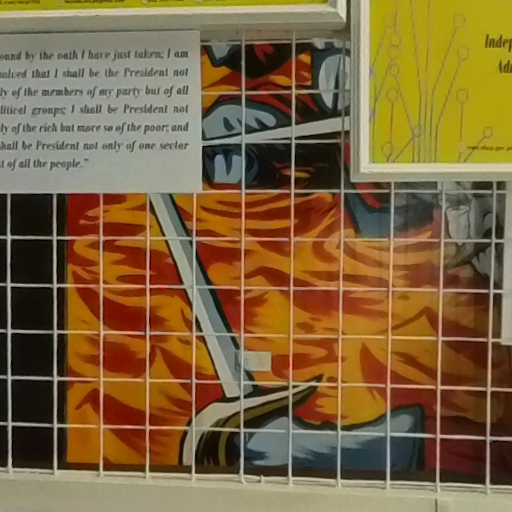 ound by the oath I have just taken; I am
that I shall be the President not
ly of the members of my party but of all
litical groups; I shall be President not
ly of the rich but more so of the poor; and
hall be President not only of one sector
t of all the people."
Indep
Ad